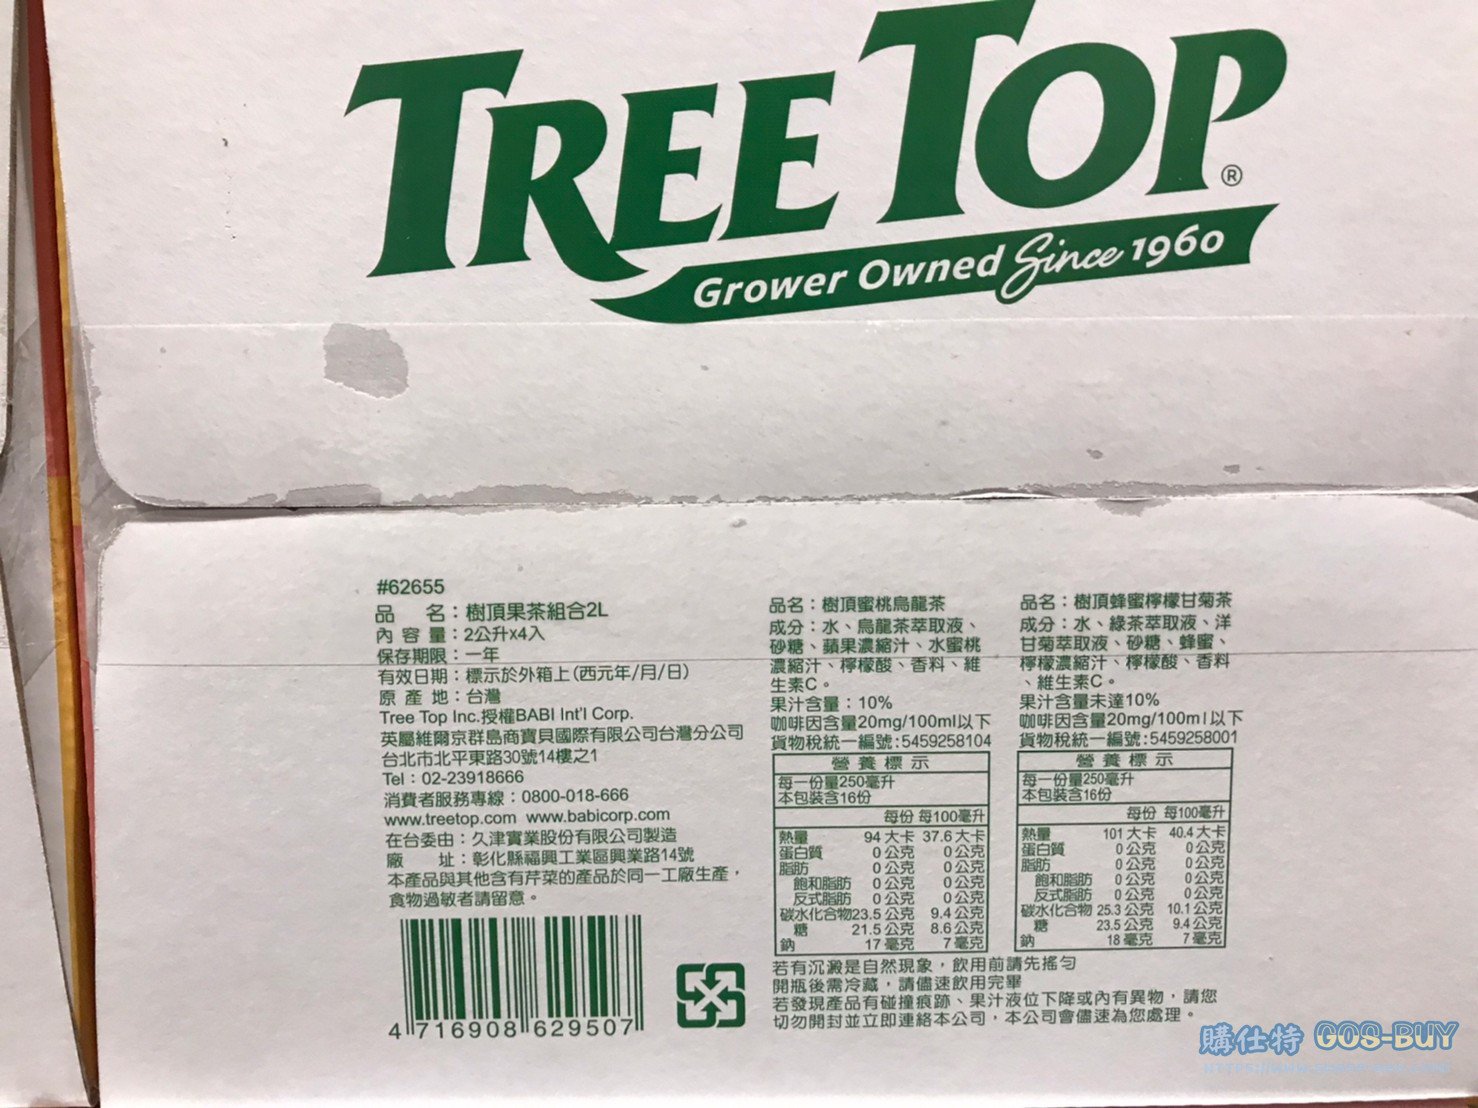 TREE TOP®
Grower Owned Since 1960
#62655
品 名：樹頂果茶組合2L
內 容 量：2公升x4入
保存期限：一年
有效日期：標示於外箱上(西元年/月/日)
原 產 地：台灣
Tree Top Inc.授權BABI Int'l Corp.
英屬維爾京群島商寶貝國際有限公司台灣分公司
台北市北平東路30號14樓之1
Tel：02-23918666
消費者服務專線：0800-018-666
www.treetop.com www.babicorp.com
在台委由：久津實業股份有限公司製造
廠 址：彰化縣福興工業區興業路14號
本產品與其他含有芹菜的產品於同一工廠生產，
食物過敏者請留意。
4 716908 629507
品名：樹頂蜜桃烏龍茶
成分：水、烏龍茶萃取液、
砂糖、蘋果濃縮汁、水蜜桃
濃縮汁、檸檬酸、香料、維
生素C。
果汁含量：10%
咖啡因含量20mg/100ml以下
貨物稅統一編號:5459258104
營養標示
每一份量250毫升
本包裝含16份
每份 每100毫升
熱量 94 大卡 37.6 大卡
蛋白質 0 公克 0 公克
脂肪 0 公克 0 公克
飽和脂肪 0 公克 0 公克
反式脂肪 0 公克 0 公克
碳水化合物 23.5 公克 9.4 公克
糖 21.5 公克 8.6 公克
鈉 17 毫克 7 毫克
品名：樹頂蜂蜜檸檬甘菊茶
成分：水、綠茶萃取液、洋
甘菊萃取液、砂糖、蜂蜜、
檸檬濃縮汁、檸檬酸、香料
、維生素C。
果汁含量未達10%
咖啡因含量20mg/100ml以下
貨物稅統一編號:5459258001
營養標示
每一份量250毫升
本包裝含16份
每份 每100毫升
熱量 101 大卡 40.4 大卡
蛋白質 0 公克 0 公克
脂肪 0 公克 0 公克
飽和脂肪 0 公克 0 公克
反式脂肪 0 公克 0 公克
碳水化合物 25.3 公克 10.1 公克
糖 23.5 公克 9.4 公克
鈉 18 毫克 7 毫克
若有沉澱是自然現象，飲用前請先搖勻
開瓶後需冷藏，請儘速飲用完畢
若發現產品有碰撞痕跡、果汁液位下降或內有異物，請您
切勿開封並立即連絡本公司，本公司會儘速為您處理。
購仕特 GOS-BUY